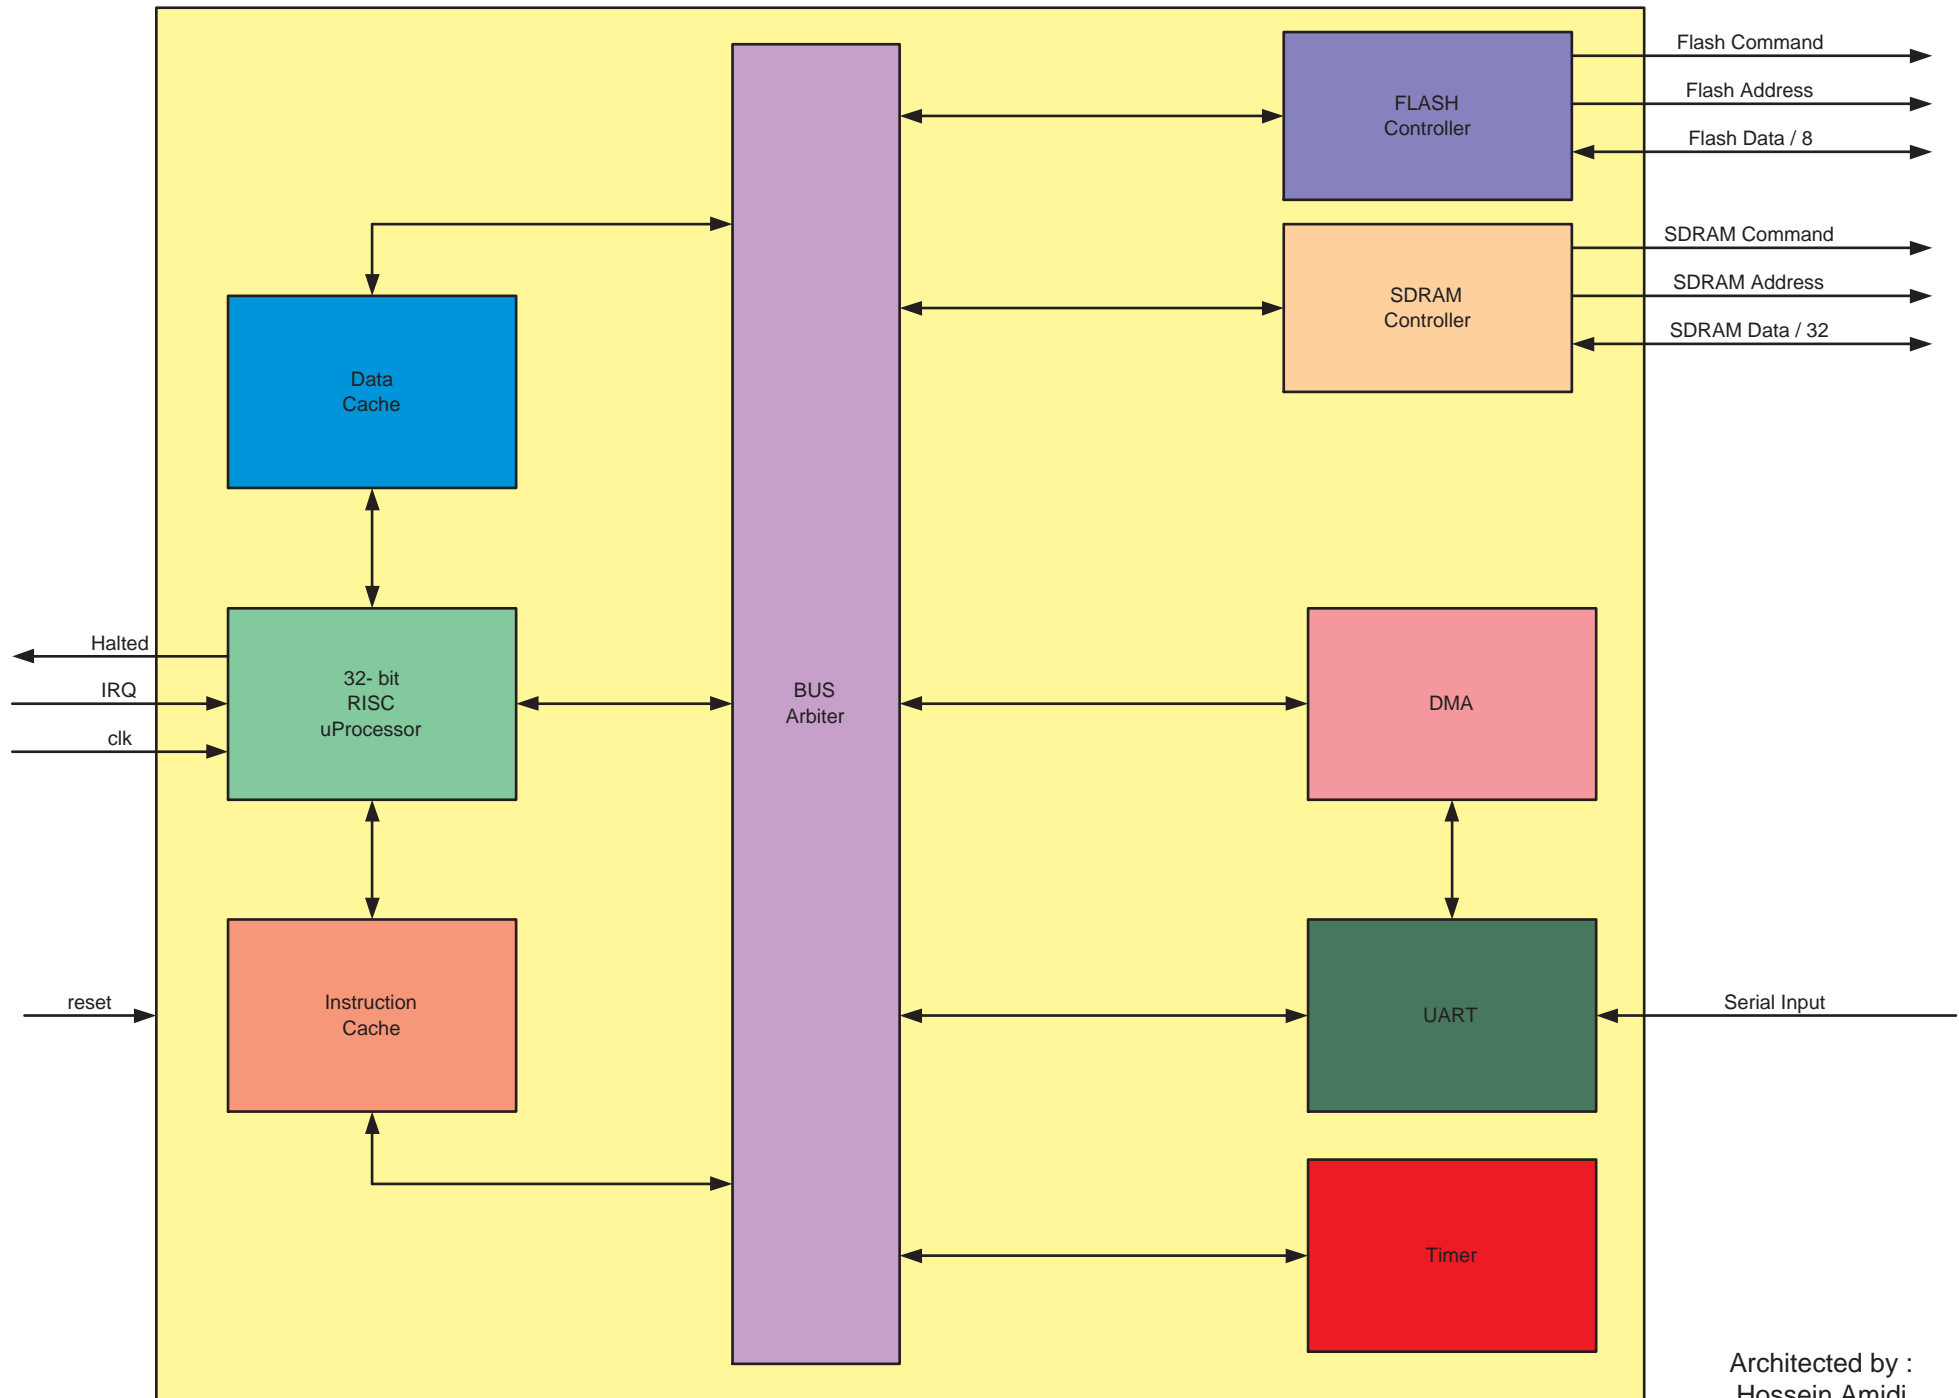 Flash Command
FLASH
Controller
Flash Address
Flash Data / 8
SDRAM Command
SDRAM
Controller
SDRAM Address
SDRAM Data / 32
Data
Cache
Halted
IRQ
clk
32- bit
RISC
uProcessor
BUS
Arbiter
DMA
reset
Instruction
Cache
UART
Serial Input
Timer
Architected by :
Hossein Amidi